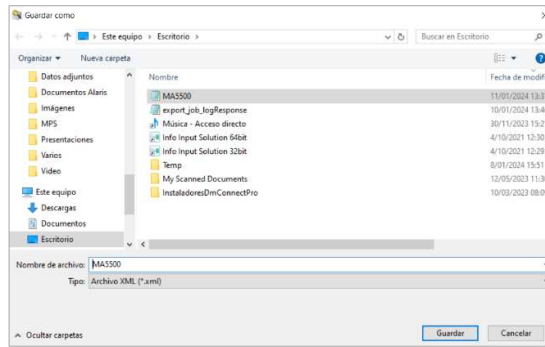 Guardar como
Este equipo > Escritorio >
Buscar en Escritorio
Organizar
Nueva carpeta
Datos adjuntos
Documentos Alaris
Imágenes
MPS
Presentaciones
Varios
Video
Este equipo
Descargas
Documentos
Escritorio
Nombre
Fecha de modifi
MA5500
11/01/2024 13:3
export_job_logResponse
10/01/2024 13:4
Música - Acceso directo
30/11/2023 15:2
Info Input Solution 64bit
4/10/2021 12:30
Info Input Solution 32bit
4/10/2021 12:29
Temp
8/01/2024 15:51
My Scanned Documents
12/05/2023 11:3
InstaladoresDmConnectPro
10/03/2023 08:0
Nombre de archivo: MA5500
Tipo: Archivo XML (*.xml)
Ocultar carpetas
Guardar
Cancelar